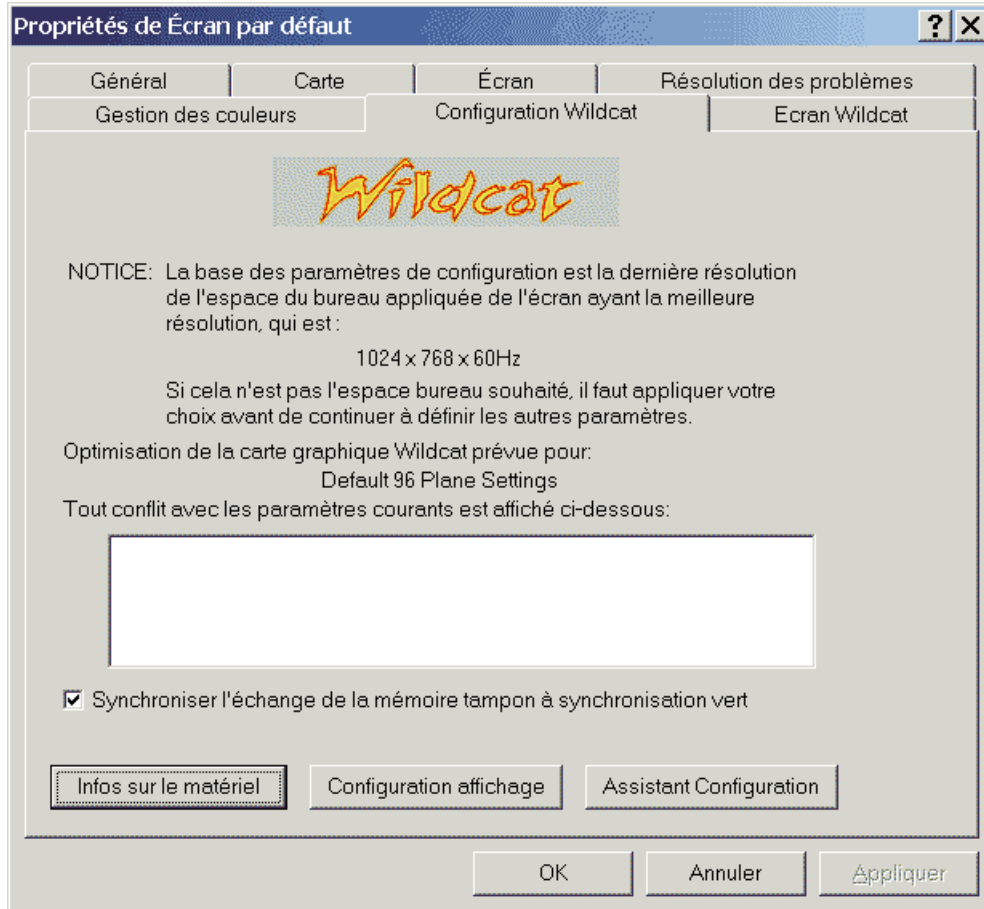 Propriétés de Écran par défaut
Général Carte Écran Résolution des problèmes
Gestion des couleurs Configuration Wildcat Ecran Wildcat
Wildcat
NOTICE: La base des paramètres de configuration est la dernière résolution
de l'espace du bureau appliquée de l'écran ayant la meilleure
résolution, qui est :
1024 x 768 x 60Hz
Si cela n'est pas l'espace bureau souhaité, il faut appliquer votre
choix avant de continuer à définir les autres paramètres.
Optimisation de la carte graphique Wildcat prévue pour:
Default 96 Plane Settings
Tout conflit avec les paramètres courants est affiché ci-dessous:
Synchroniser l'échange de la mémoire tampon à synchronisation vert
Infos sur le matériel Configuration affichage Assistant Configuration
OK Annuler Appliquer